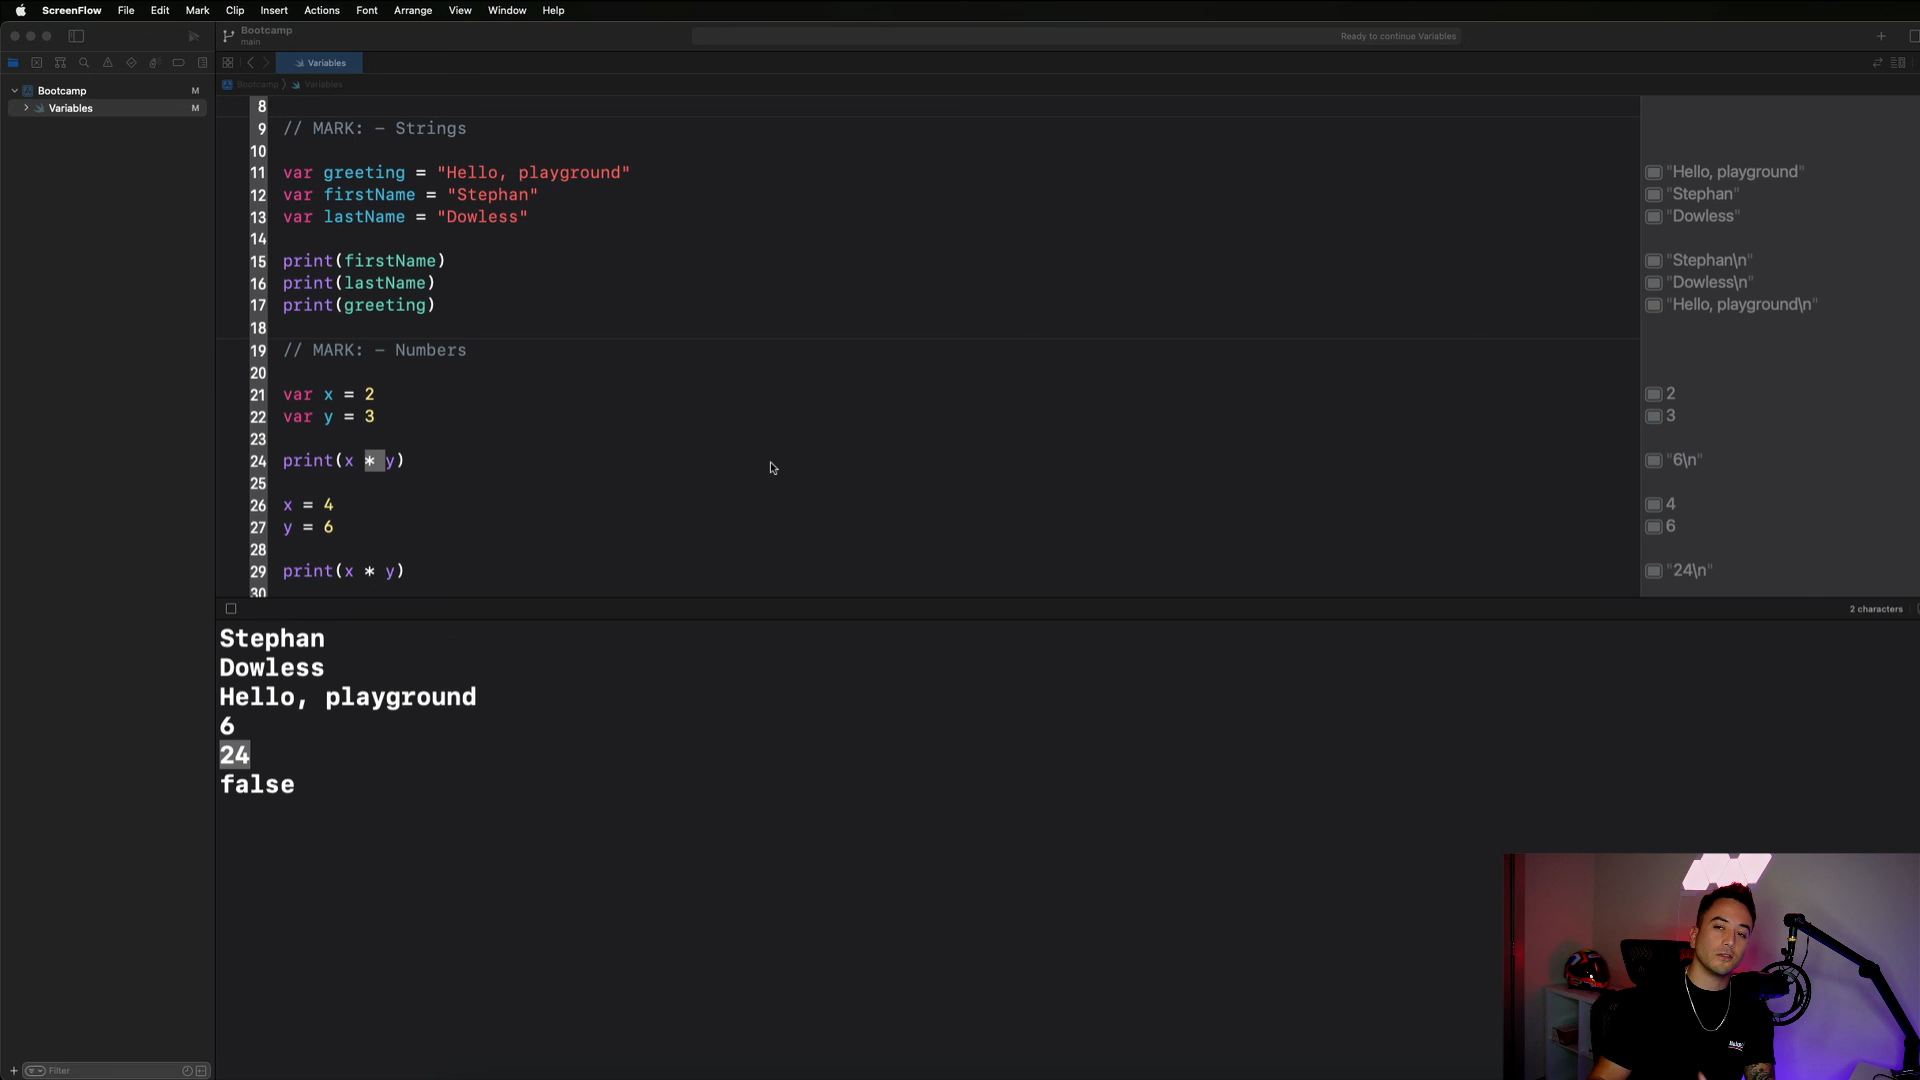 ScreenFlow File Edit Mark Clip Insert Actions Font Arrange View Window Help
Bootcamp
main
Ready to continue Variables
Variables
Bootcamp M
Variables M
Bootcamp 〉 Variables
8
9 // MARK: - Strings
10
11 var greeting = "Hello, playground"
12 var firstName = "Stephan"
13 var lastName = "Dowless"
14
15 print(firstName)
16 print(lastName)
17 print(greeting)
18
19 // MARK: - Numbers
20
21 var x = 2
22 var y = 3
23
24 print(x * y)
25
26 x = 4
27 y = 6
28
29 print(x * y)
30
"Hello, playground"
"Stephan"
"Dowless"
"Stephan\n"
"Dowless\n"
"Hello, playground\n"
2
3
"6\n"
4
6
"24\n"
2 characters
Stephan
Dowless
Hello, playground
6
24
false
Filter